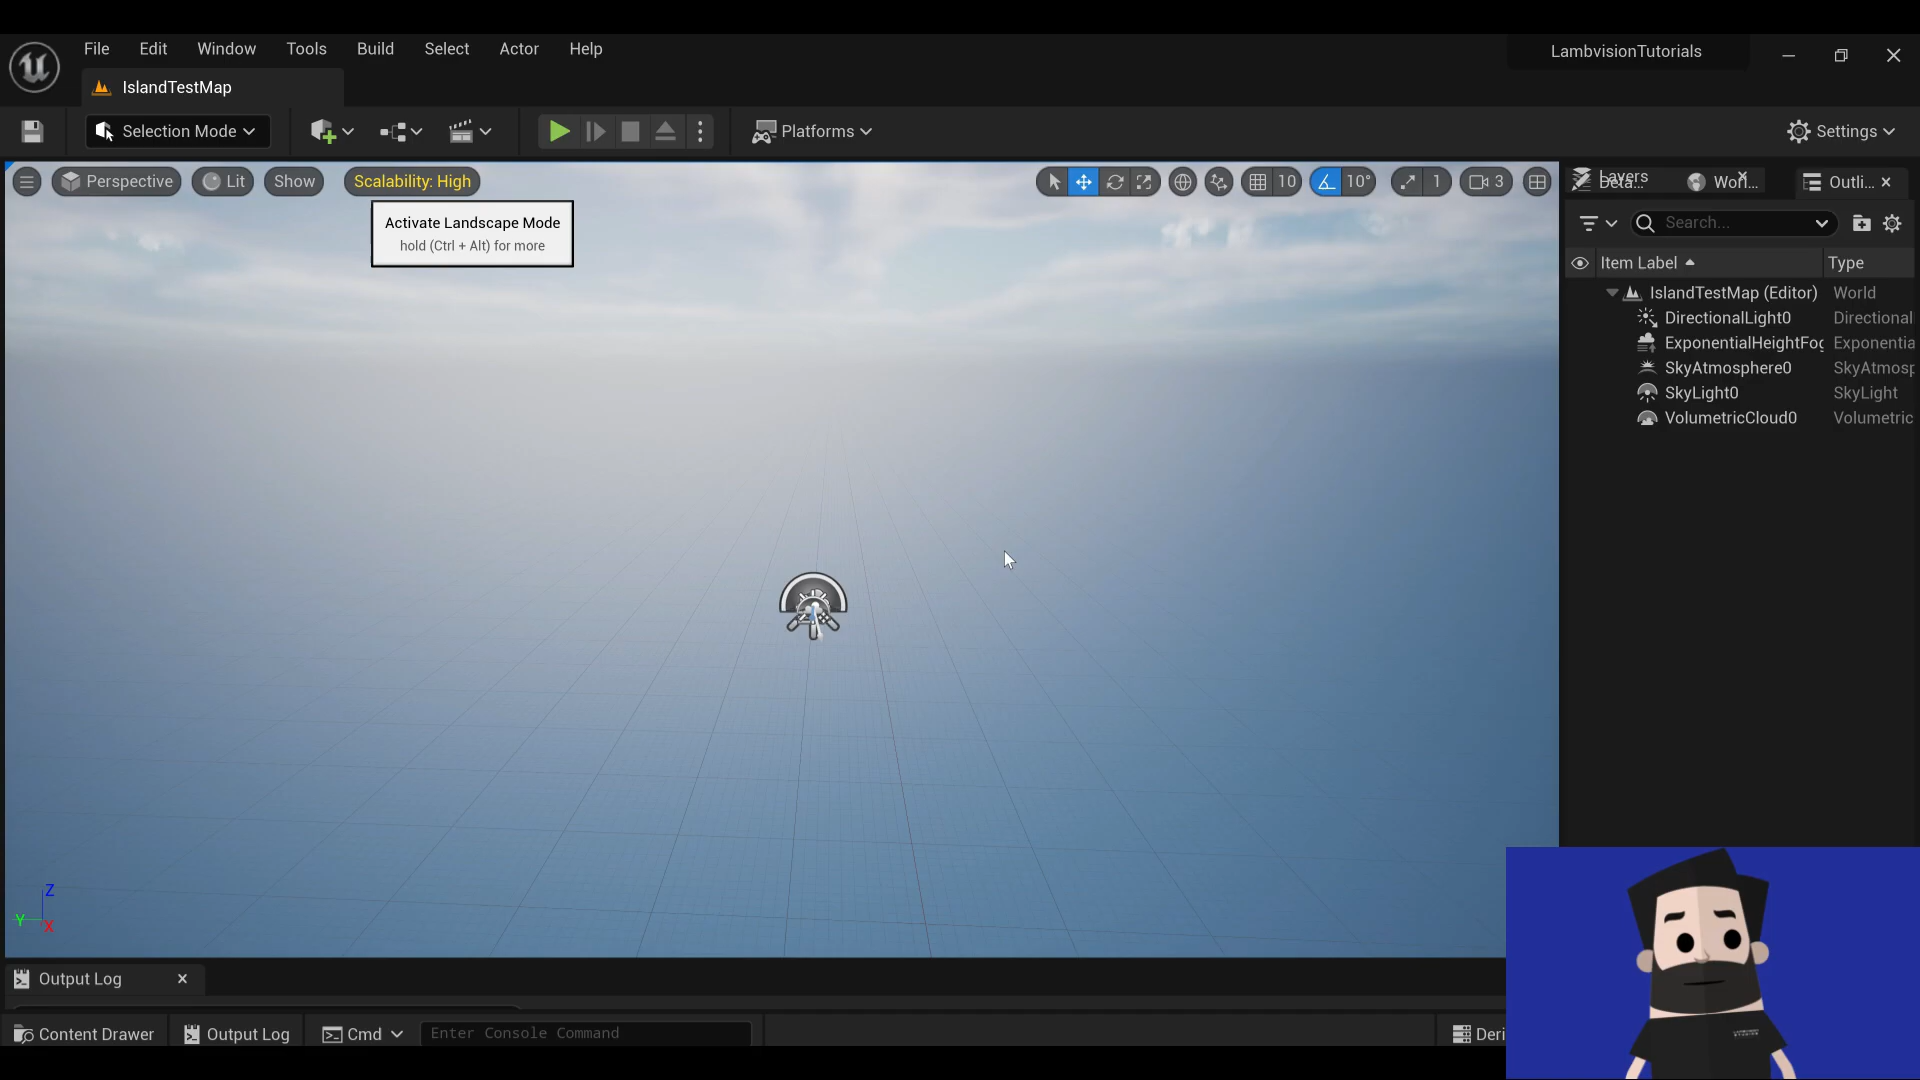 File Edit Window Tools Build Select Actor Help
LambvisionTutorials
IslandTestMap
Selection Mode
Platforms
Settings
Perspective Lit Show Scalability: High
10 10° 1 3
Layers
Deta... Worl... Outli...
Activate Landscape Mode
hold (Ctrl + Alt) for more
Search...
Item Label Type
IslandTestMap (Editor) World
DirectionalLight0 Directional
ExponentialHeightFog Exponentia
SkyAtmosphere0 SkyAtmosp
SkyLight0 SkyLight
VolumetricCloud0 Volumetric
Z
Y
X
Output Log
Content Drawer Output Log Cmd Enter Console Command Deri